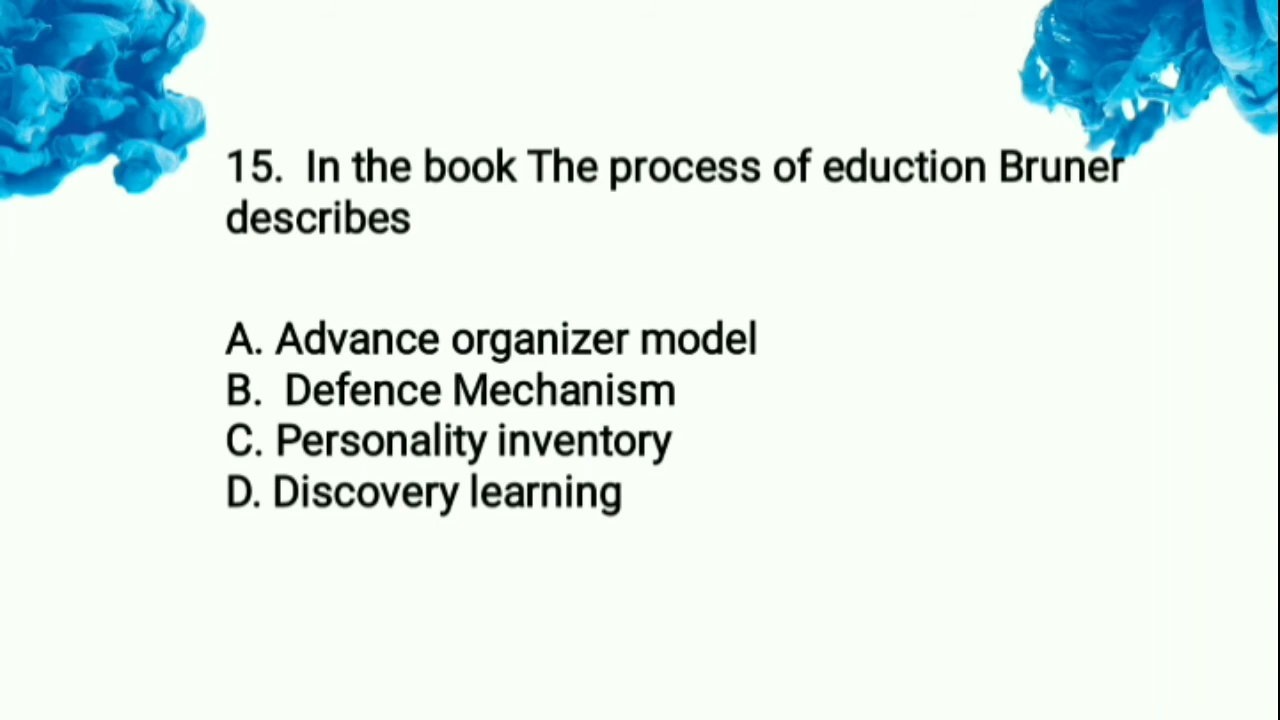 15. In the book The process of eduction Bruner
describes
A. Advance organizer model
B. Defence Mechanism
C. Personality inventory
D. Discovery learning